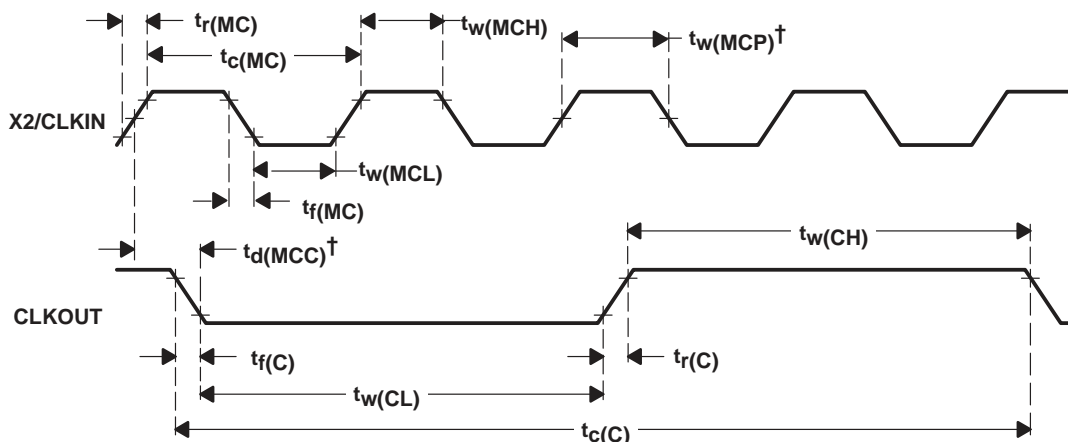 tr(MC)
tw(MCH)
tw(MCP)†
tc(MC)
X2/CLKIN
tw(MCL)
tf(MC)
tw(CH)
td(MCC)†
CLKOUT
tf(C)
tr(C)
tw(CL)
tc(C)